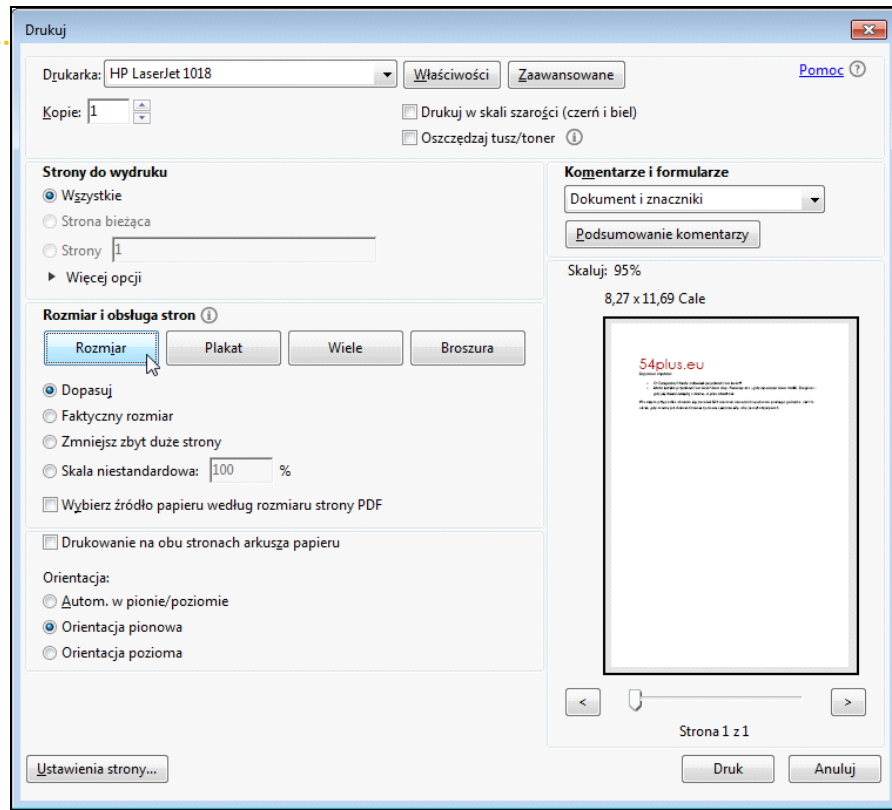 Drukuj
Drukarka: HP LaserJet 1018 Właściwości Zaawansowane Pomoc ?
Kopie: 1 Drukuj w skali szarości (czerń i biel)
Oszczędzaj tusz/toner i
Strony do wydruku
Wszystkie
Strona bieżąca
Strony 1
Więcej opcji
Komentarze i formularze
Dokument i znaczniki
Podsumowanie komentarzy
Rozmiar i obsługa stron i
Rozmiar Plakat Wiele Broszura
Dopasuj
Faktyczny rozmiar
Zmniejsz zbyt duże strony
Skala niestandardowa: 100 %
Wybierz źródło papieru według rozmiaru strony PDF
Drukowanie na obu stronach arkusza papieru
Orientacja:
Autom. w pionie/poziomie
Orientacja pionowa
Orientacja pozioma
Skaluj: 95%
8,27 x 11,69 Cale
54plus.eu
< >
Strona 1 z 1
Ustawienia strony... Druk Anuluj